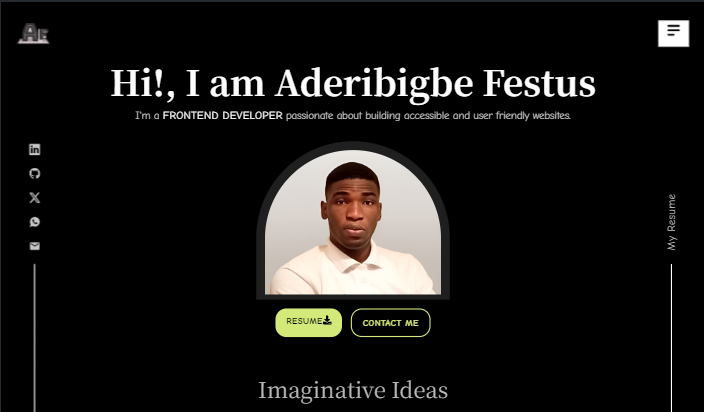 AE
Hi!, I am Aderibigbe Festus
I'm a FRONTEND DEVELOPER passionate about building accessible and user friendly websites.
My Resume
RESUME
CONTACT ME
Imaginative Ideas